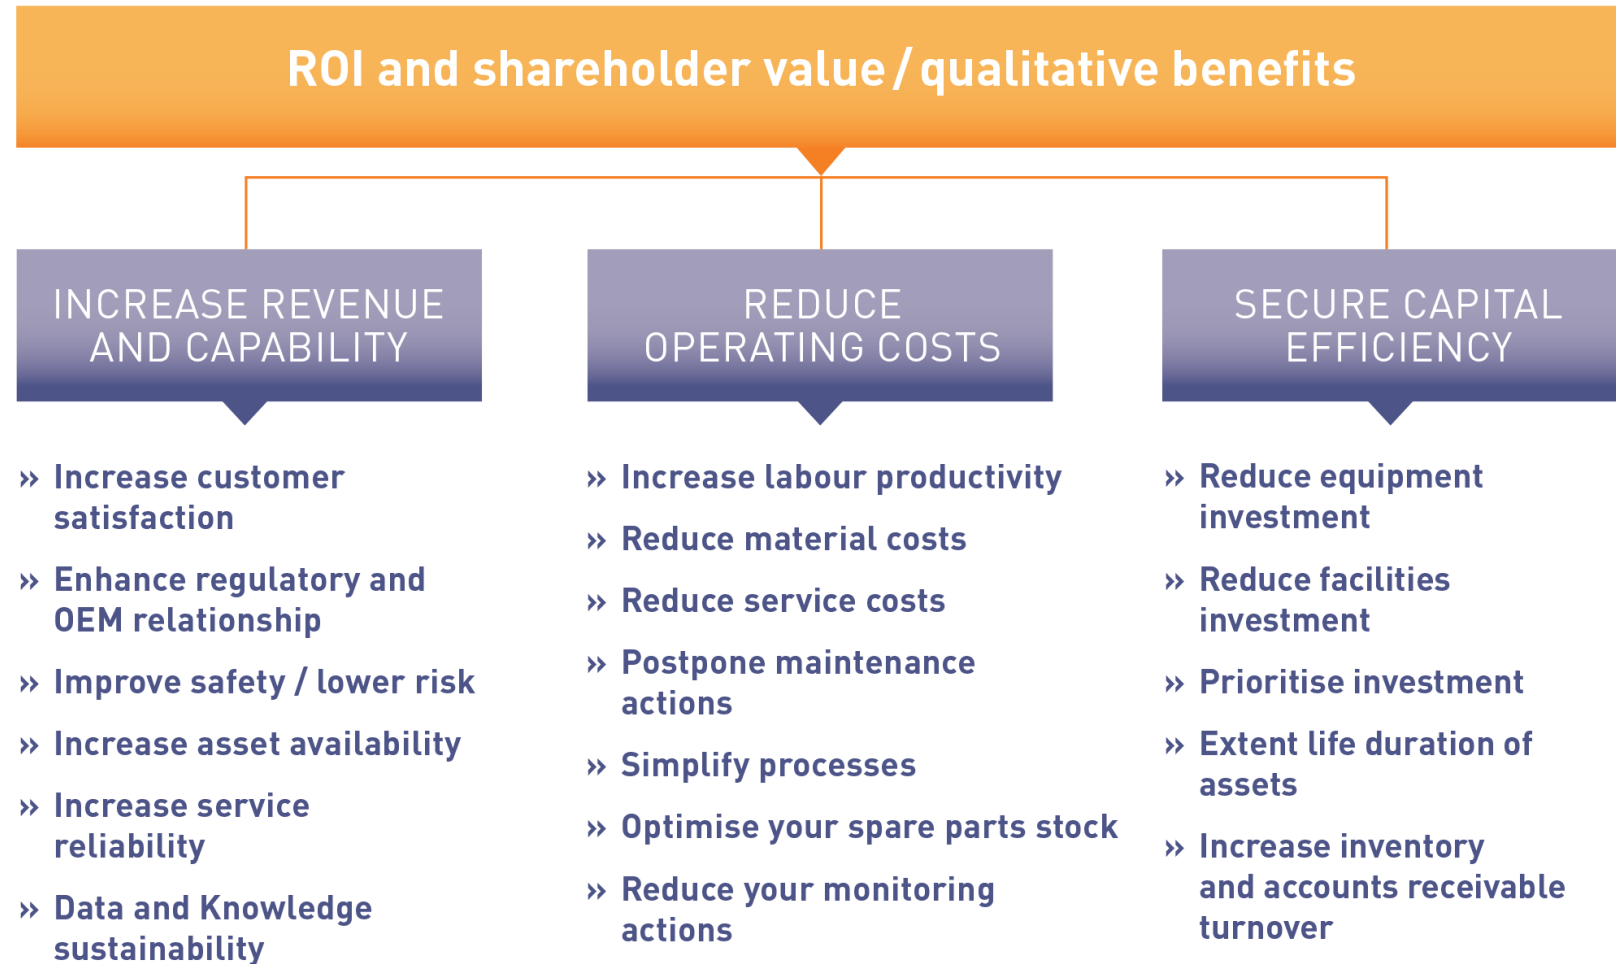 ROI and shareholder value / qualitative benefits
INCREASE REVENUE
AND CAPABILITY
» Increase customer
satisfaction
» Enhance regulatory and
OEM relationship
» Improve safety / lower risk
» Increase asset availability
» Increase service
reliability
» Data and Knowledge
sustainability
REDUCE
OPERATING COSTS
» Increase labour productivity
» Reduce material costs
» Reduce service costs
» Postpone maintenance
actions
» Simplify processes
» Optimise your spare parts stock
» Reduce your monitoring
actions
SECURE CAPITAL
EFFICIENCY
» Reduce equipment
investment
» Reduce facilities
investment
» Prioritise investment
» Extent life duration of
assets
» Increase inventory
and accounts receivable
turnover